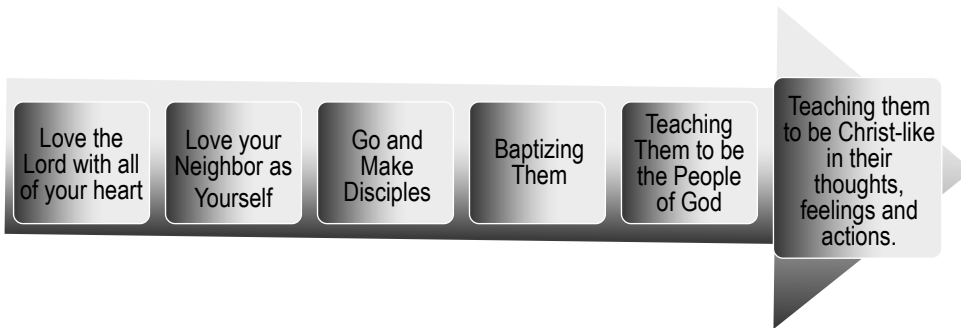 Love the
Lord with all
of your heart
Love your
Neighbor as
Yourself
Go and
Make
Disciples
Baptizing
Them
Teaching
Them to be
the People
of God
Teaching them
to be Christ-like
in their
thoughts,
feelings and
actions.